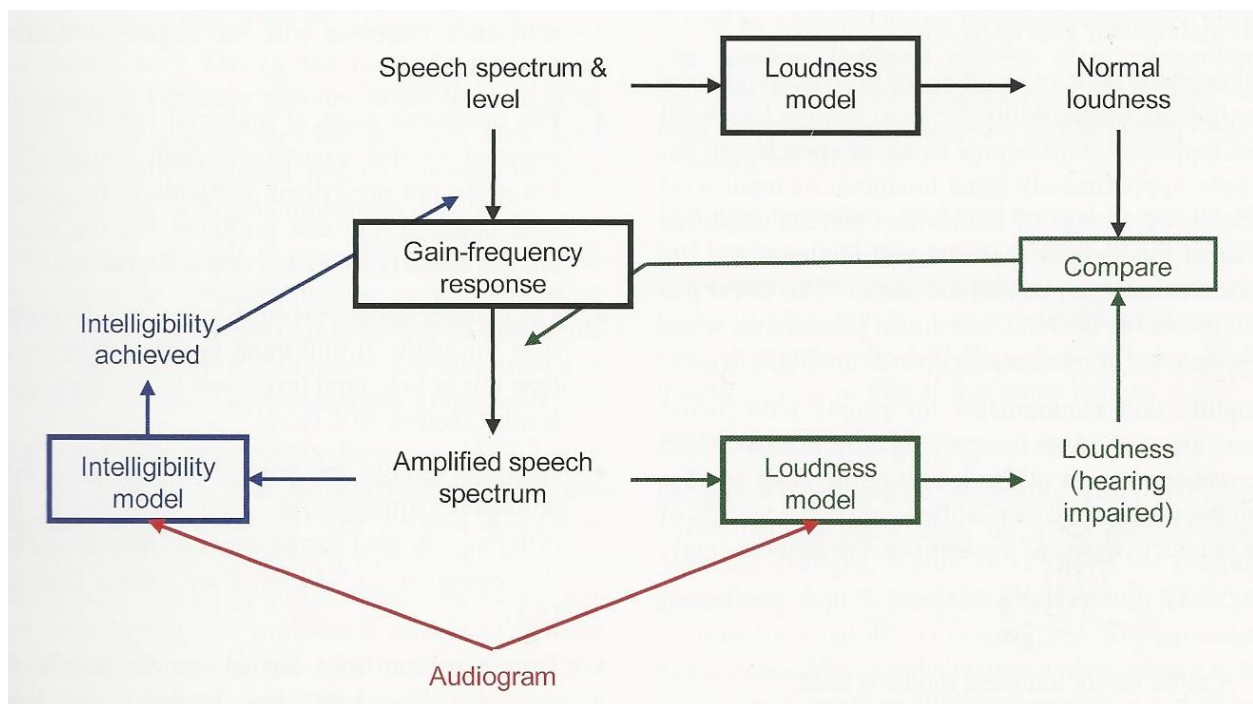 Speech spectrum &
level
Loudness
model
Normal
loudness
Gain-frequency
response
Compare
Intelligibility
achieved
Intelligibility
model
Amplified speech
spectrum
Loudness
model
Loudness
(hearing
impaired)
Audiogram